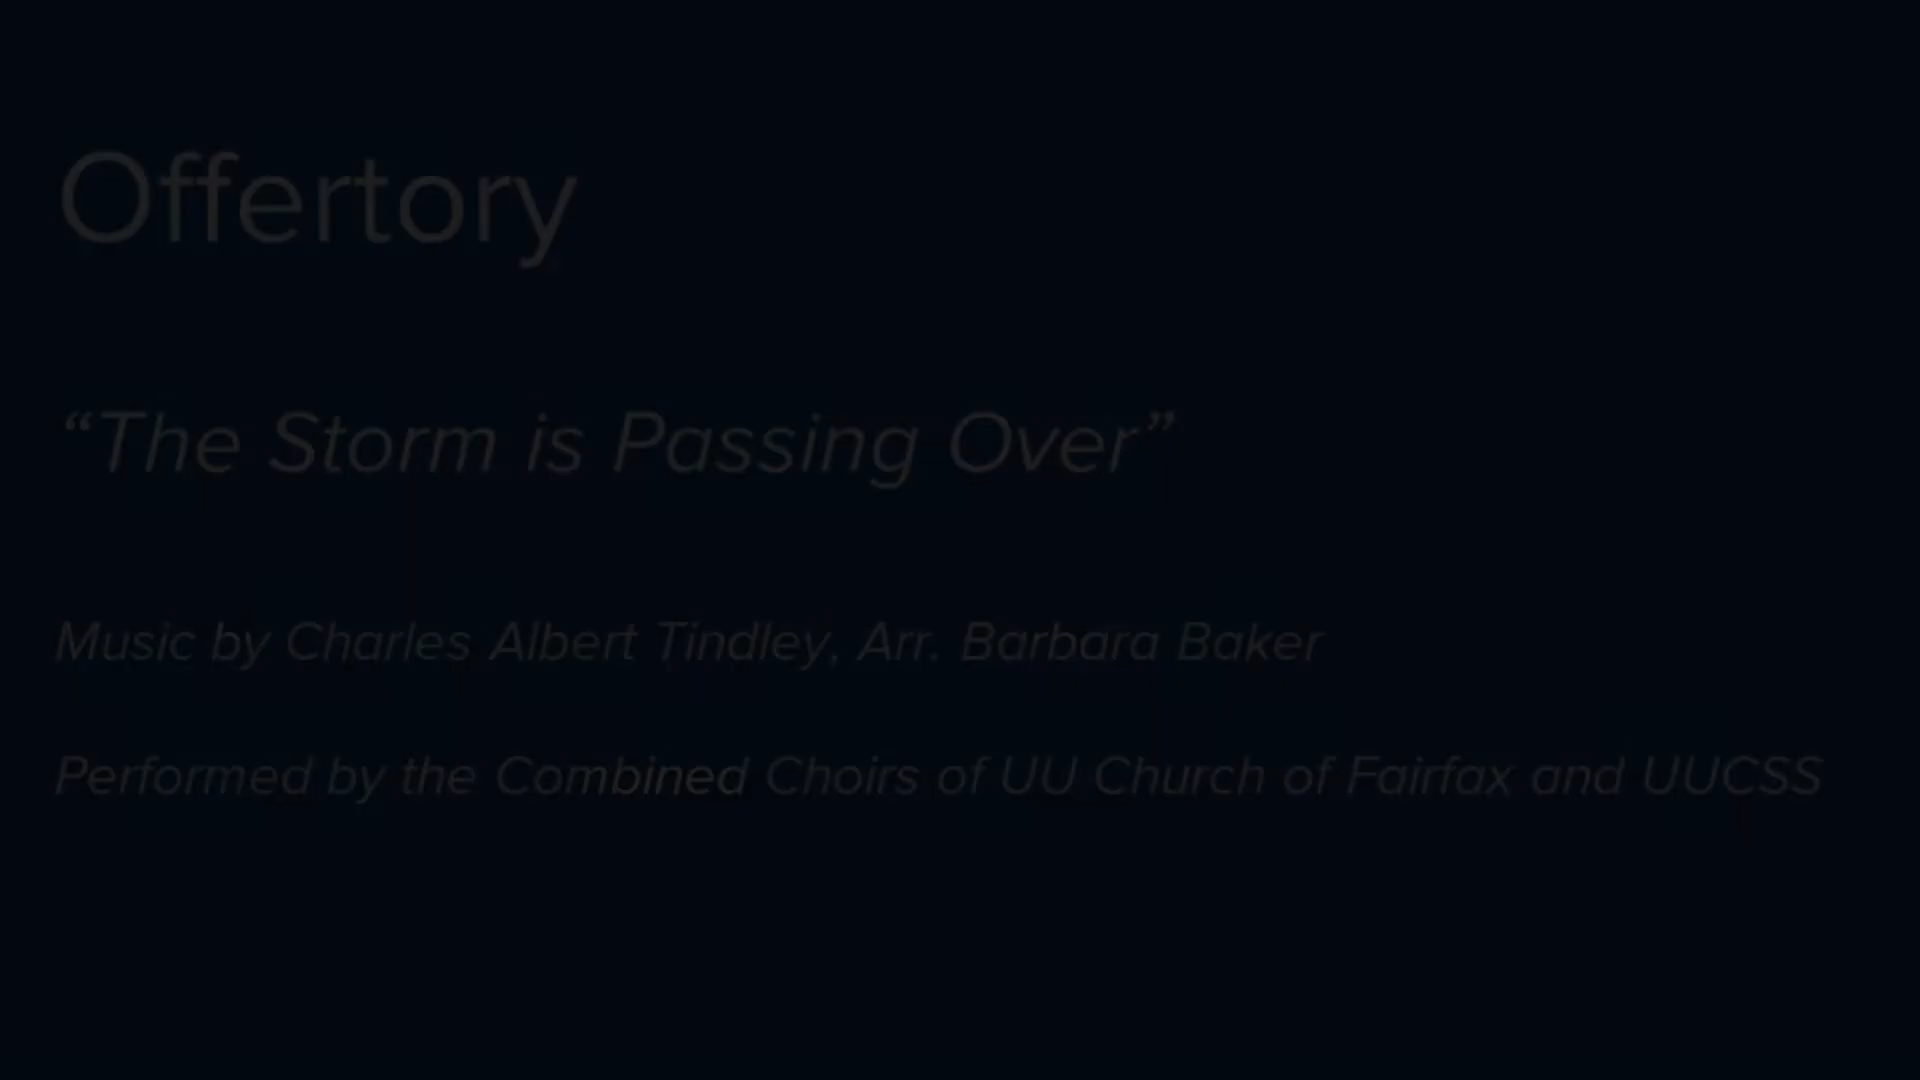 Offertory
“The Storm is Passing Over”
Music by Charles Albert Tindley, Arr. Barbara Baker
Performed by the Combined Choirs of UU Church of Fairfax and UUCSS